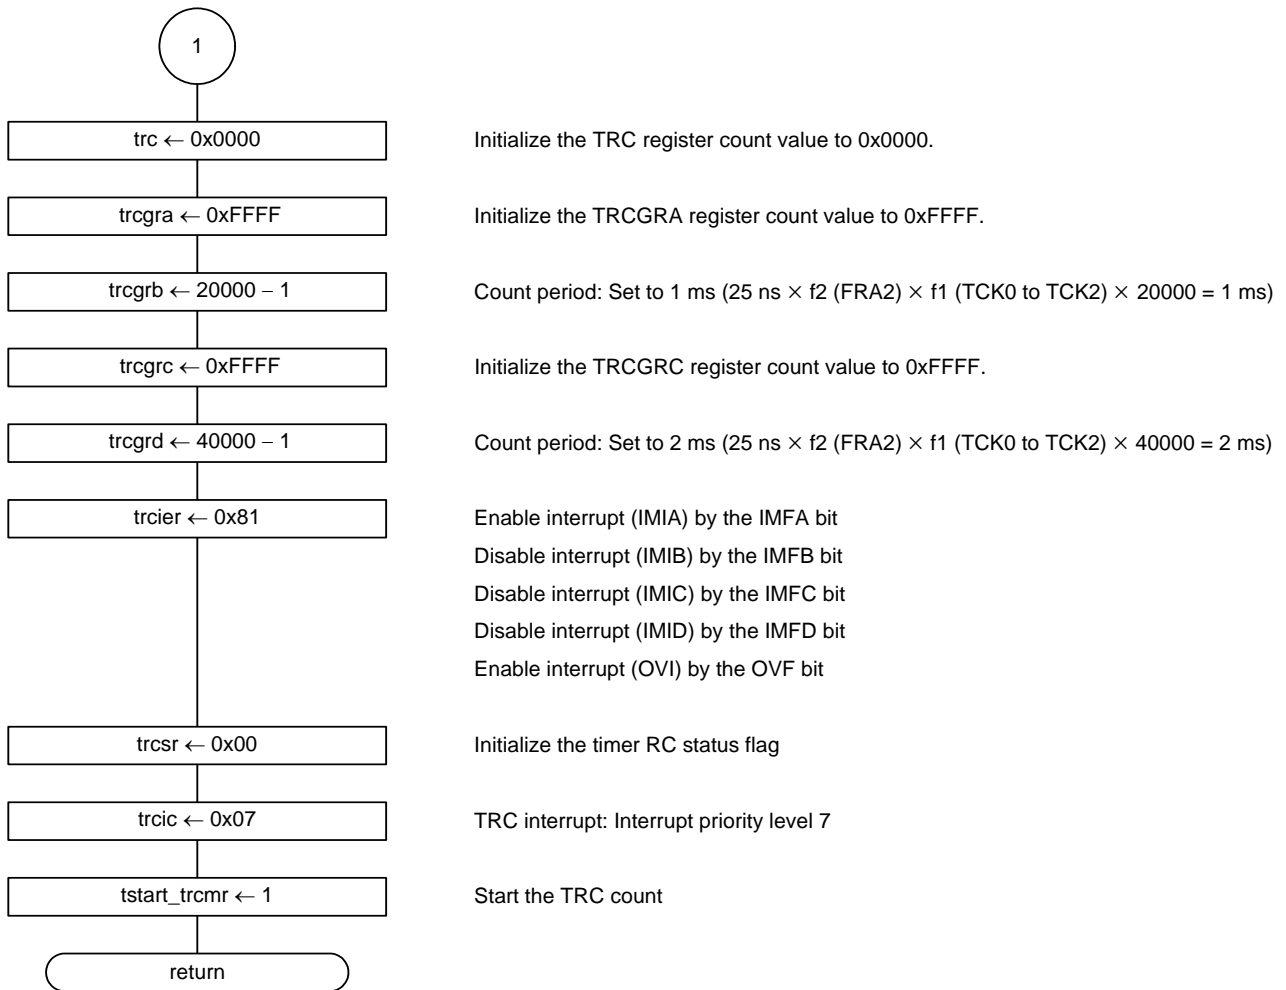 1
trc ← 0x0000 Initialize the TRC register count value to 0x0000.
trcgra ← 0xFFFF Initialize the TRCGRA register count value to 0xFFFF.
trcgrb ← 20000 – 1 Count period: Set to 1 ms (25 ns × f2 (FRA2) × f1 (TCK0 to TCK2) × 20000 = 1 ms)
trcgrc ← 0xFFFF Initialize the TRCGRC register count value to 0xFFFF.
trcgrd ← 40000 – 1 Count period: Set to 2 ms (25 ns × f2 (FRA2) × f1 (TCK0 to TCK2) × 40000 = 2 ms)
trcier ← 0x81 Enable interrupt (IMIA) by the IMFA bit
Disable interrupt (IMIB) by the IMFB bit
Disable interrupt (IMIC) by the IMFC bit
Disable interrupt (IMID) by the IMFD bit
Enable interrupt (OVI) by the OVF bit
trcsr ← 0x00 Initialize the timer RC status flag
trcic ← 0x07 TRC interrupt: Interrupt priority level 7
tstart_trcmr ← 1 Start the TRC count
return